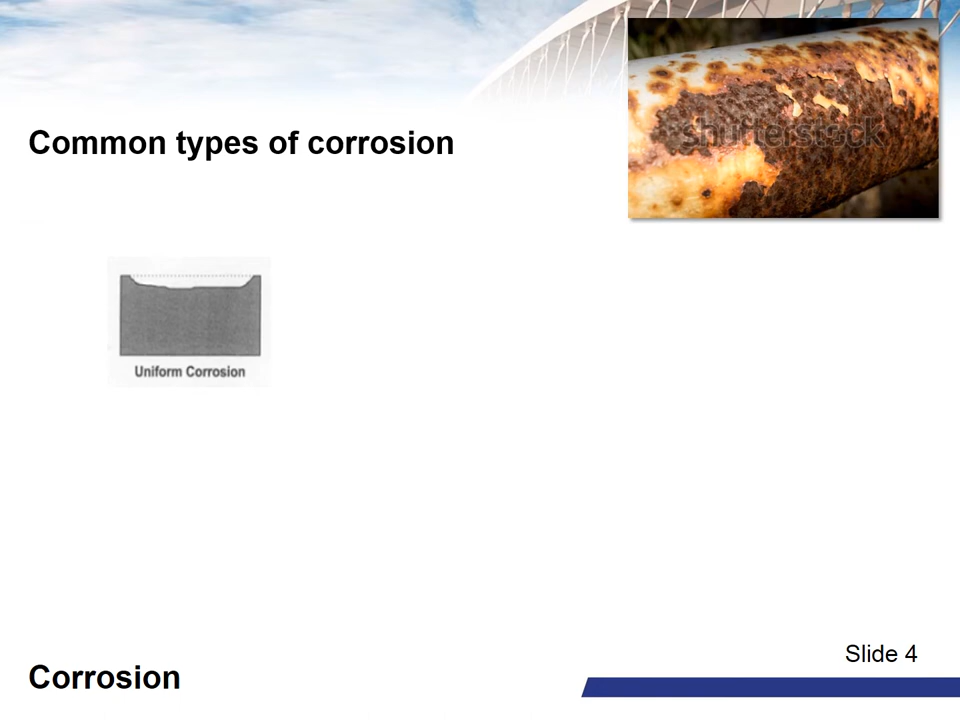 shutterstock
Common types of corrosion
Uniform Corrosion
Slide 4
Corrosion